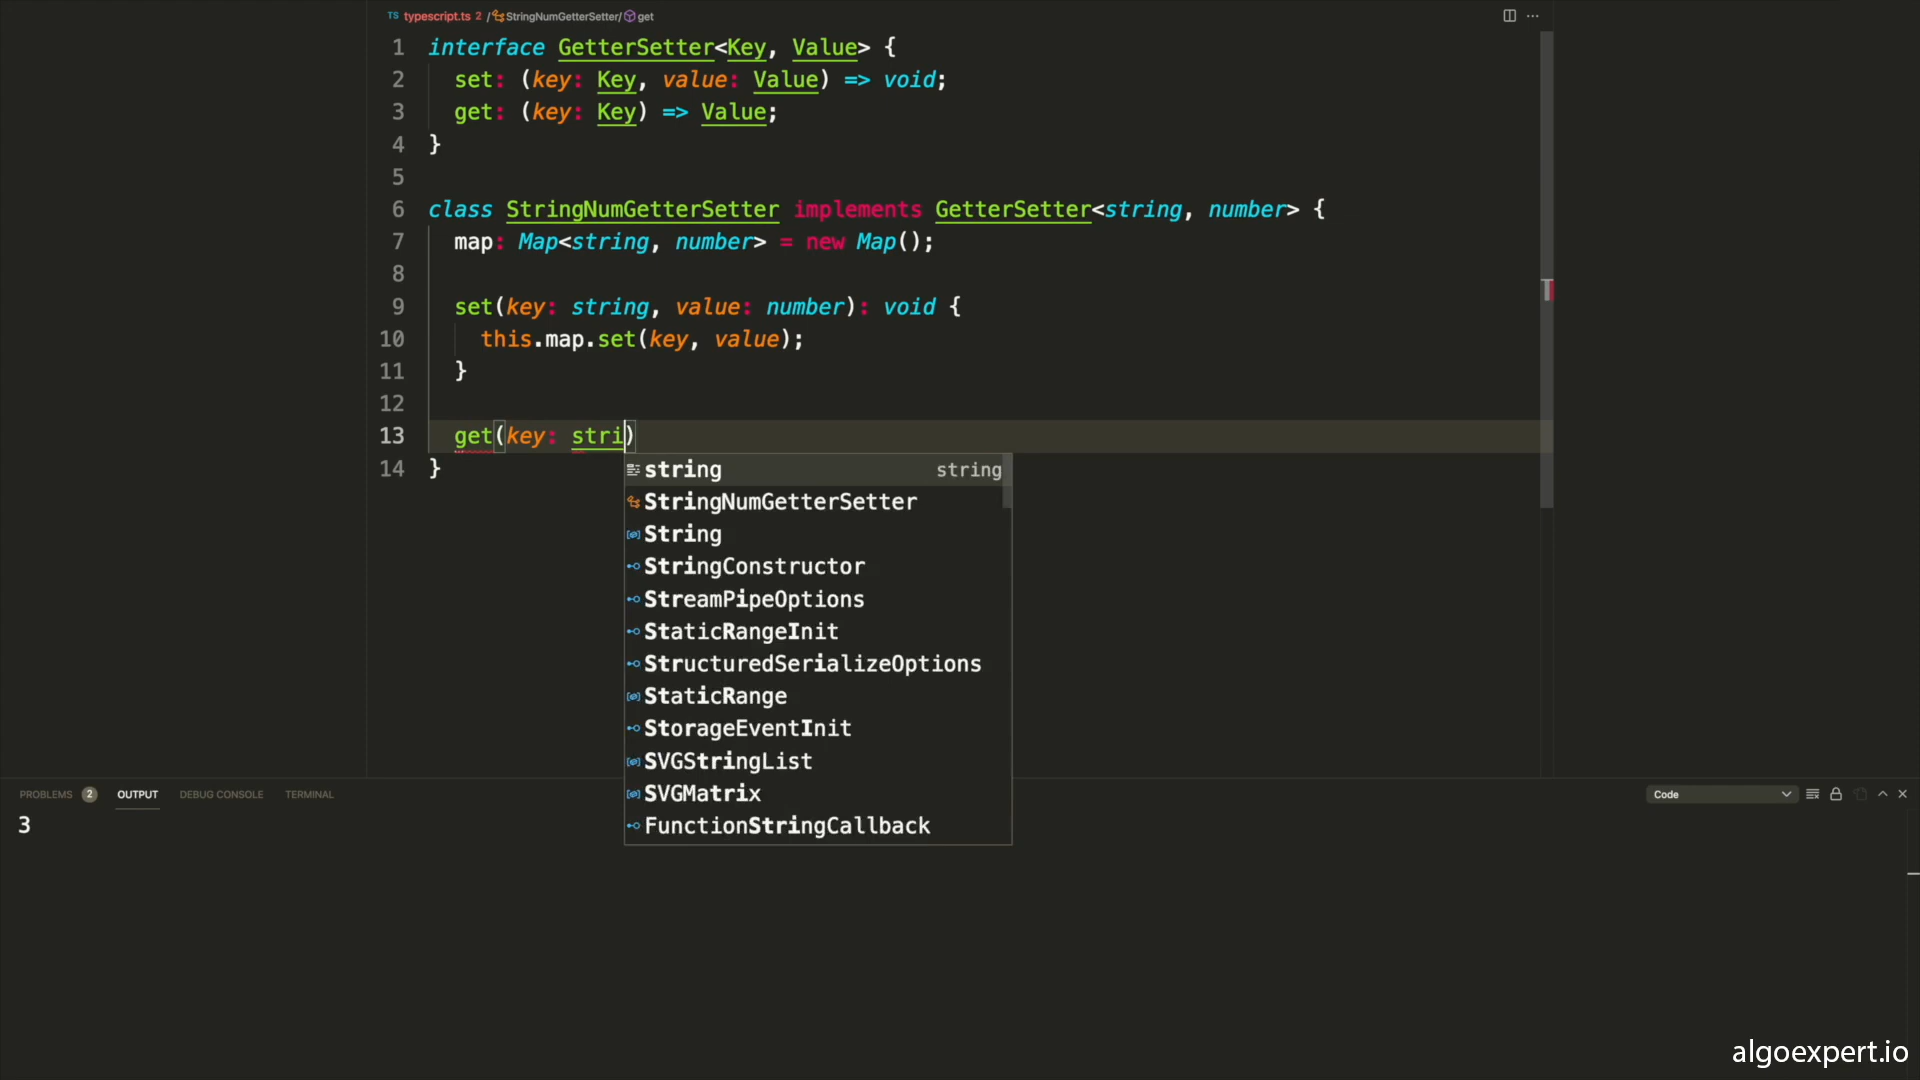 TS typescript.ts 2 / StringNumGetterSetter/ get
1 interface GetterSetter<Key, Value> {
2 set: (key: Key, value: Value) => void;
3 get: (key: Key) => Value;
4 }
5
6 class StringNumGetterSetter implements GetterSetter<string, number> {
7 map: Map<string, number> = new Map();
8
9 set(key: string, value: number): void {
10 this.map.set(key, value);
11 }
12
13 get(key: stri)
14 }
string string
StringNumGetterSetter
String
StringConstructor
StreamPipeOptions
StaticRangeInit
StructuredSerializeOptions
StaticRange
StorageEventInit
SVGStringList
SVGMatrix
FunctionStringCallback
PROBLEMS 2 OUTPUT DEBUG CONSOLE TERMINAL Code
3
algoexpert.io